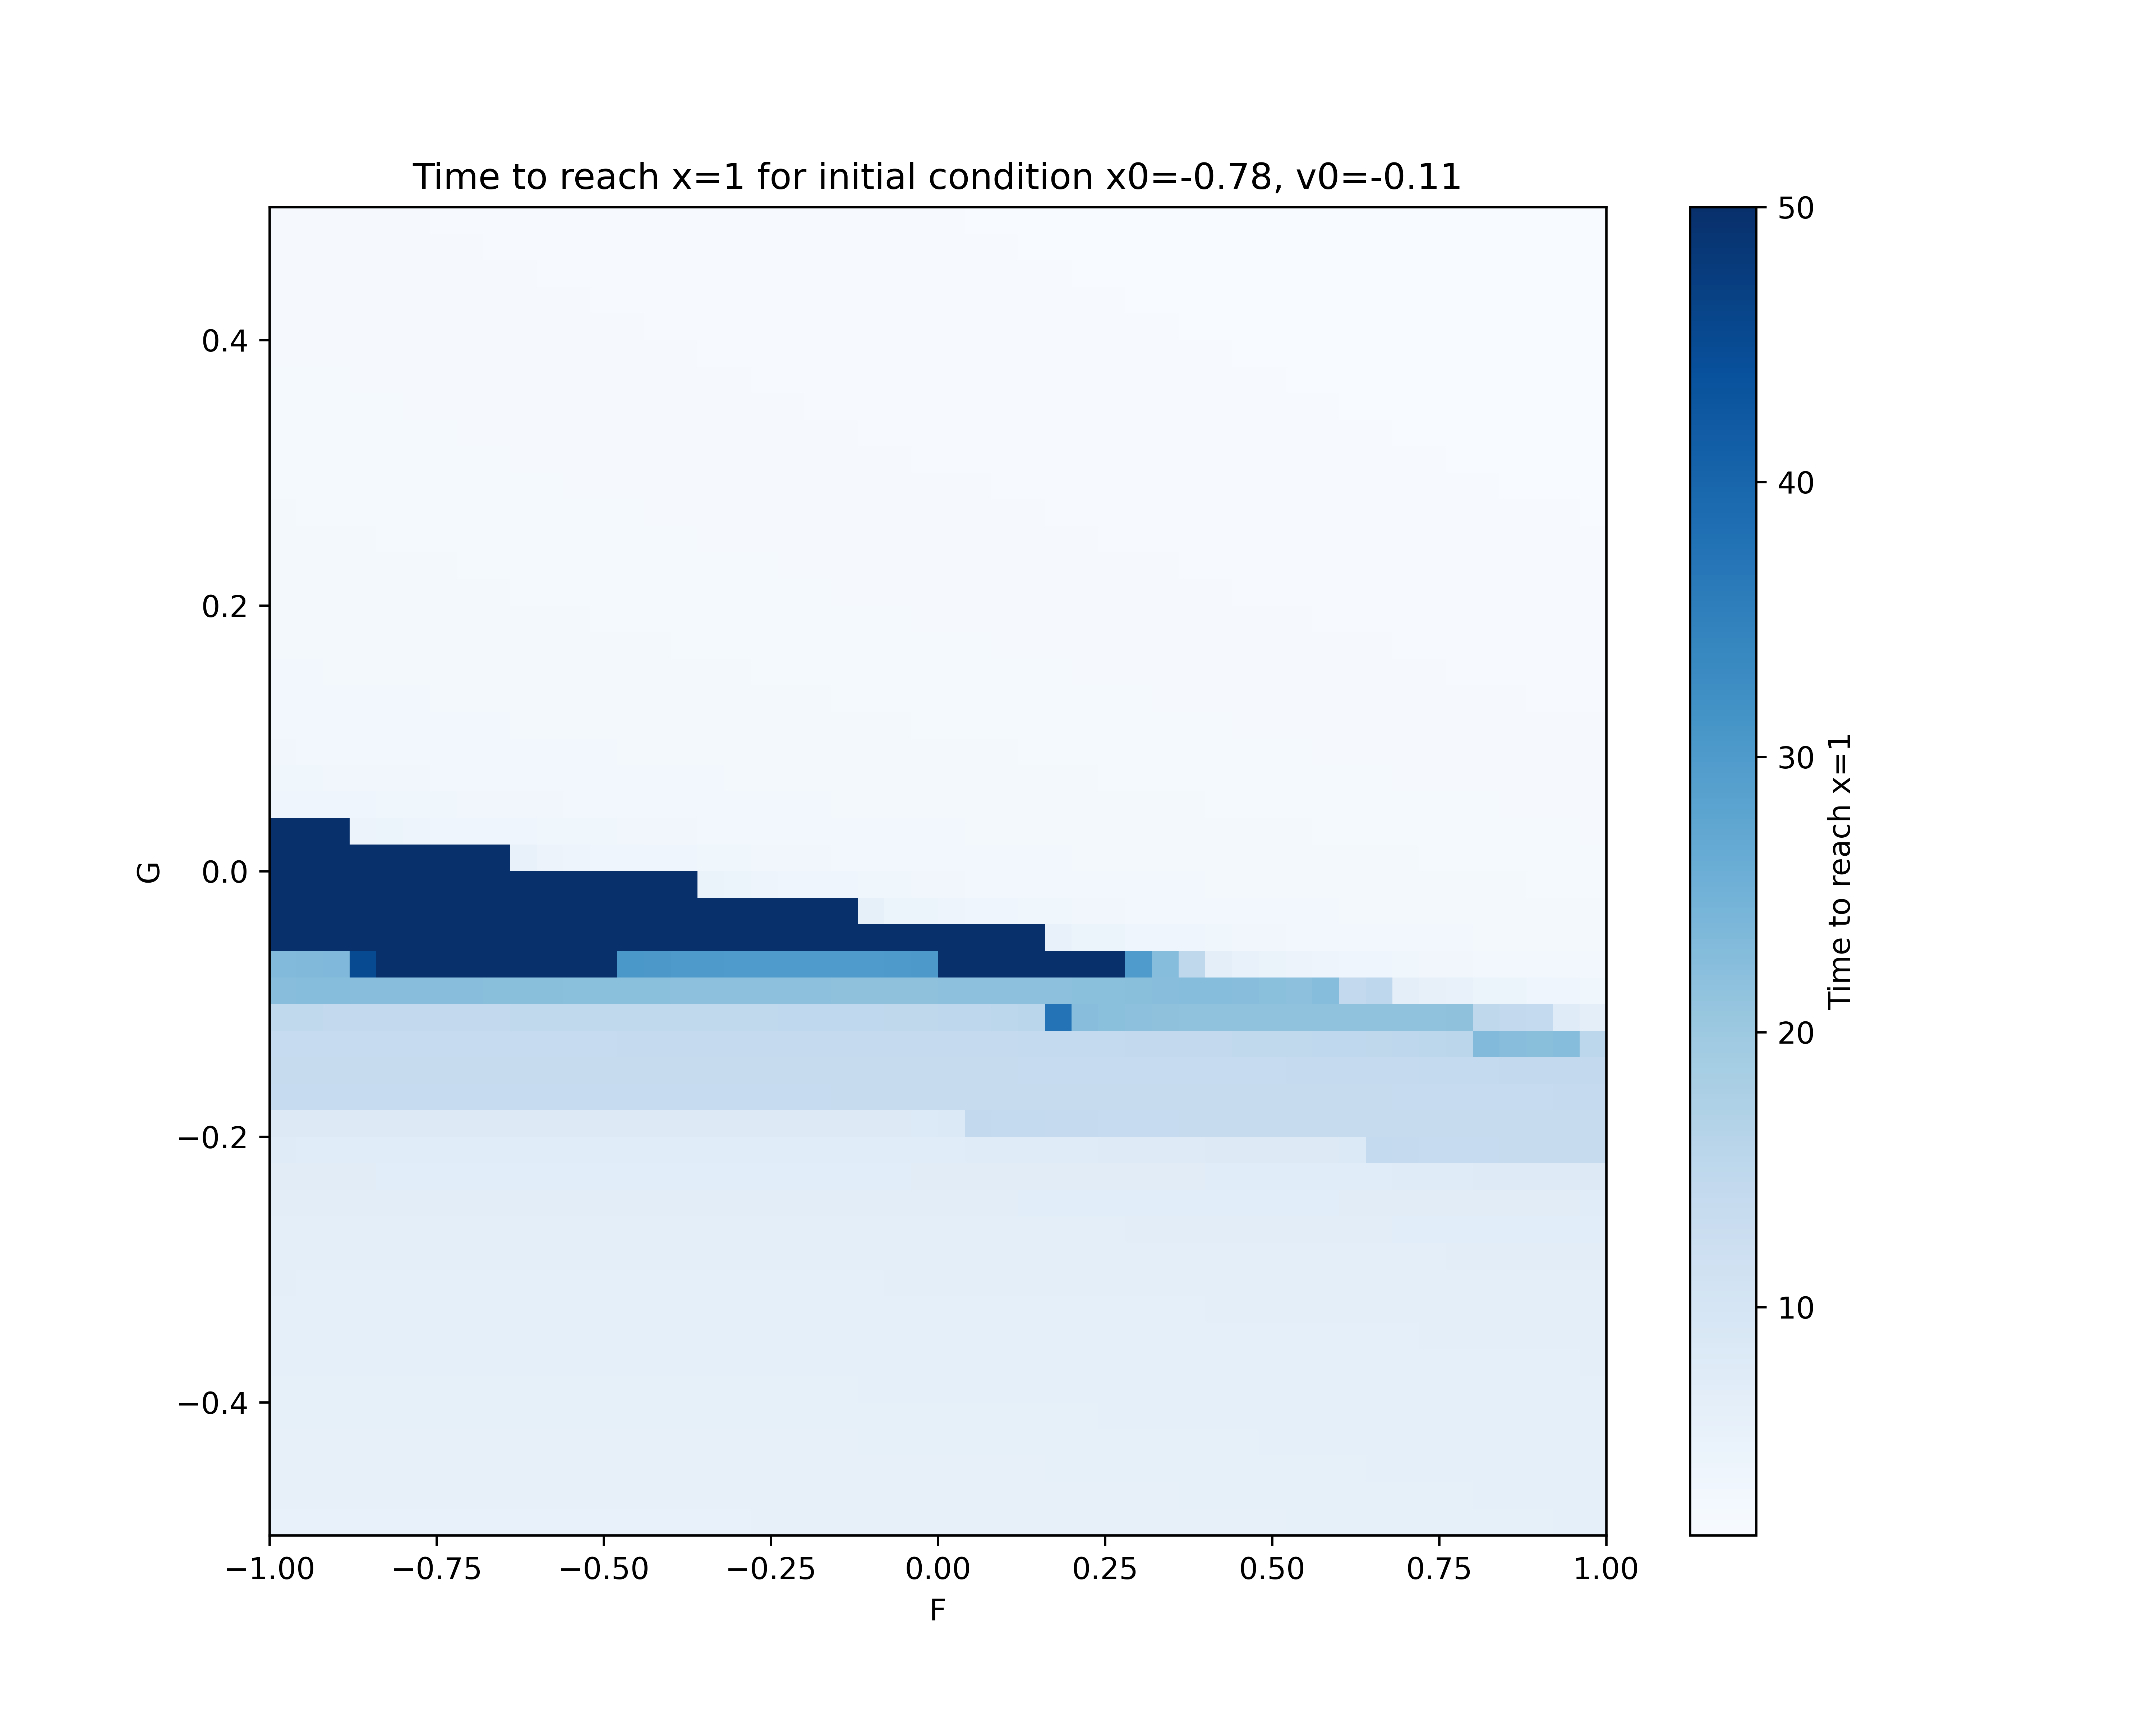 Time to reach x=1 for initial condition x0=-0.78, v0=-0.11
G
0.4
0.2
0.0
−0.2
−0.4
−1.00 −0.75 −0.50 −0.25 0.00 0.25 0.50 0.75 1.00
F
50
40
30
20
10
Time to reach x=1